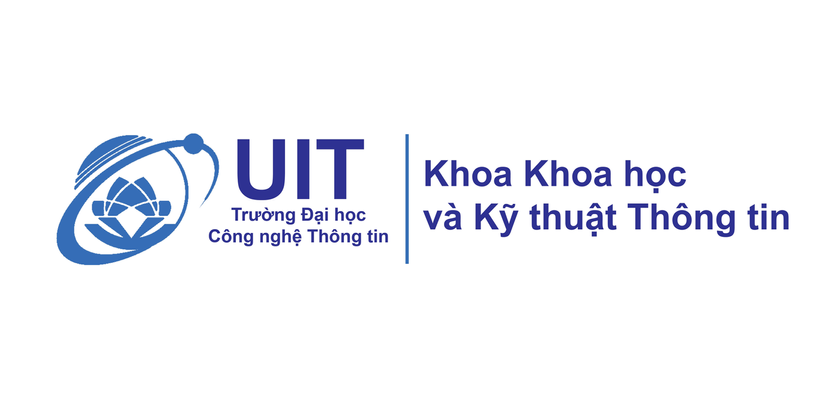 UIT
Trường Đại học
Công nghệ Thông tin
Khoa Khoa học
và Kỹ thuật Thông tin